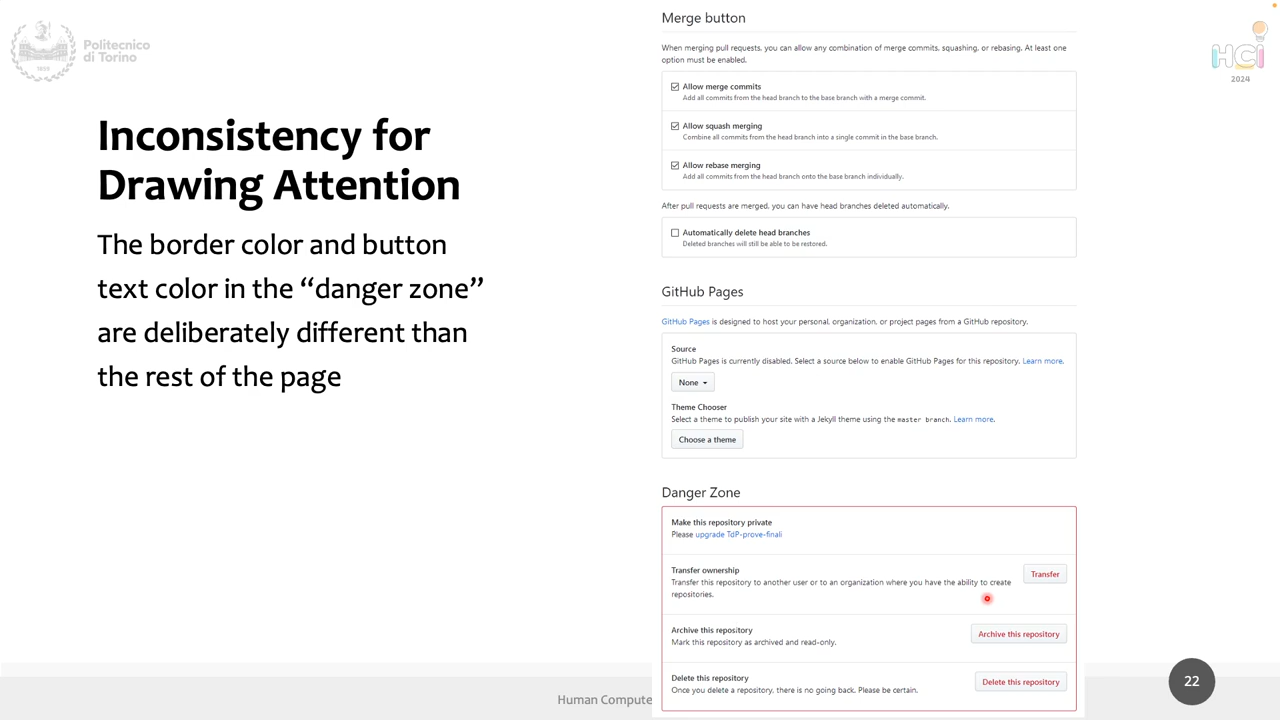 Politecnico
di Torino
1859
HCI
2024
Inconsistency for
Drawing Attention
The border color and button
text color in the “danger zone”
are deliberately different than
the rest of the page
Merge button
When merging pull requests, you can allow any combination of merge commits, squashing, or rebasing. At least one
option must be enabled.
Allow merge commits
Add all commits from the head branch to the base branch with a merge commit.
Allow squash merging
Combine all commits from the head branch into a single commit in the base branch.
Allow rebase merging
Add all commits from the head branch onto the base branch individually.
After pull requests are merged, you can have head branches deleted automatically.
Automatically delete head branches
Deleted branches will still be able to be restored.
GitHub Pages
GitHub Pages is designed to host your personal, organization, or project pages from a GitHub repository.
Source
GitHub Pages is currently disabled. Select a source below to enable GitHub Pages for this repository. Learn more.
None
Theme Chooser
Select a theme to publish your site with a Jekyll theme using the master branch. Learn more.
Choose a theme
Danger Zone
Make this repository private
Please upgrade TdP-prove-finali
Transfer ownership
Transfer this repository to another user or to an organization where you have the ability to create
repositories.
Transfer
Archive this repository
Mark this repository as archived and read-only.
Archive this repository
Delete this repository
Once you delete a repository, there is no going back. Please be certain.
Delete this repository
Human Compute
22